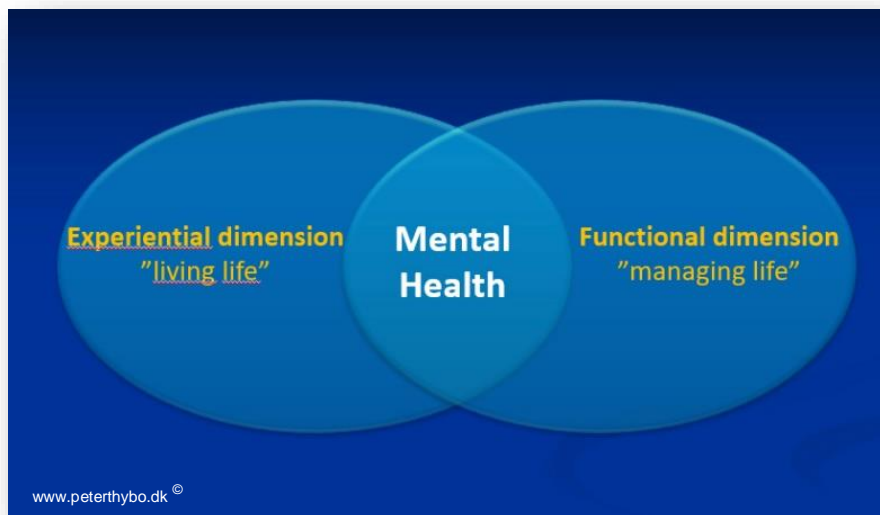 Experiential dimension
”living life”
Mental
Health
Functional dimension
”managing life”
www.peterthybo.dk ©